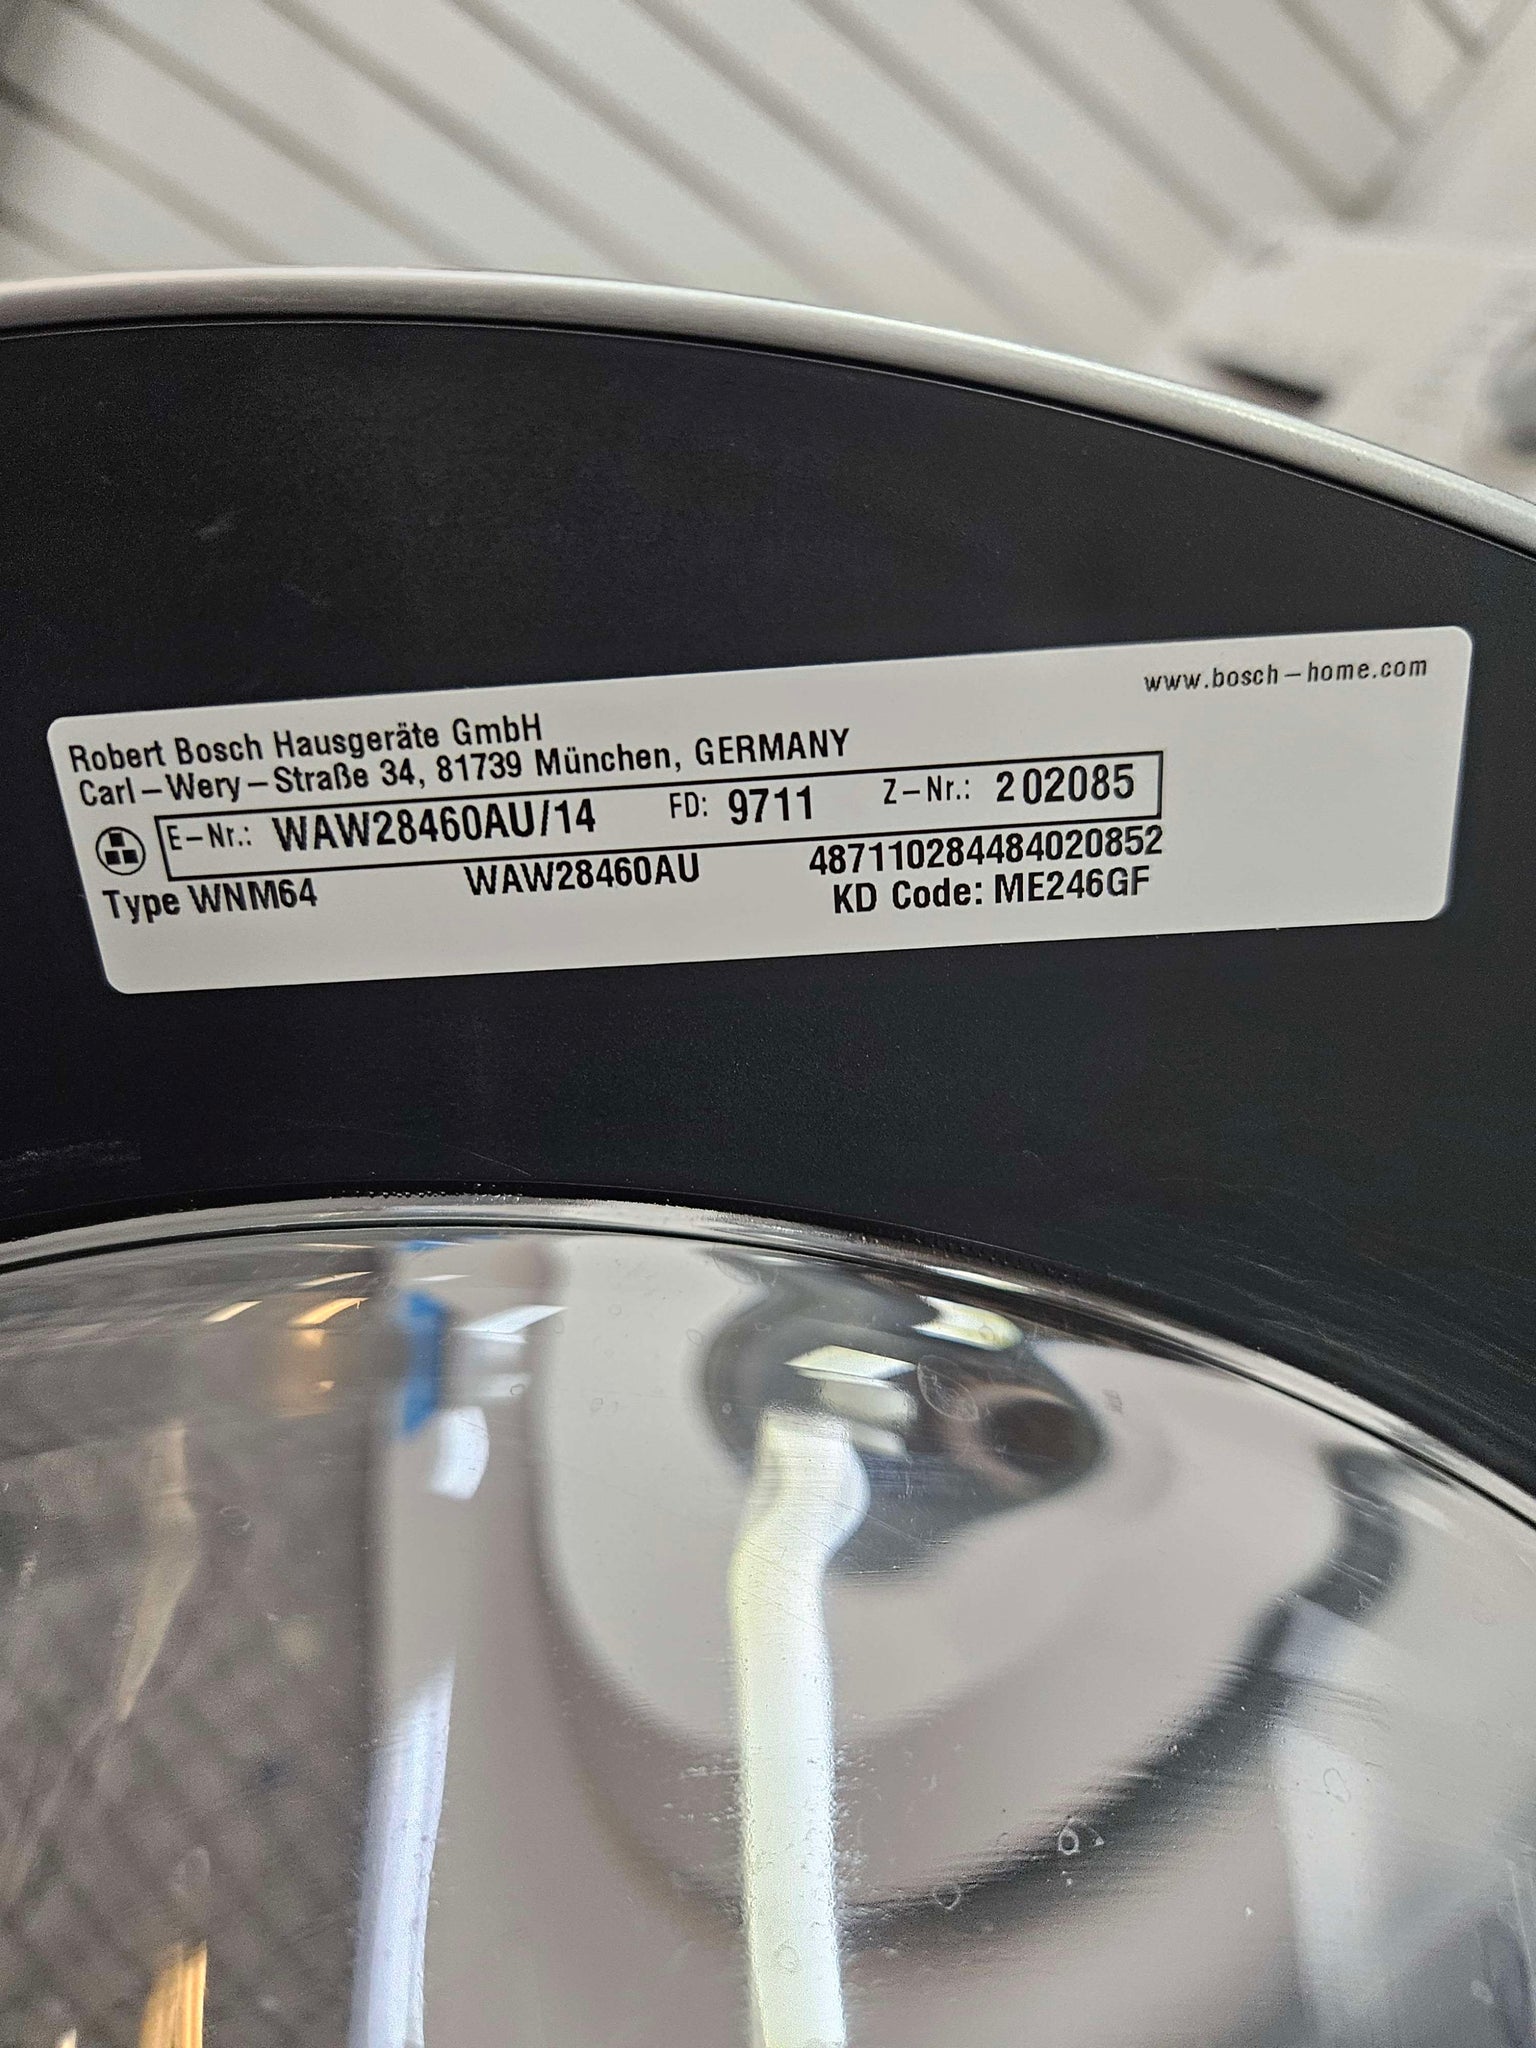 www.bosch-home.com
Robert Bosch Hausgeräte GmbH
Carl-Wery-Straße 34, 81739 München, GERMANY
E-Nr.: WAW28460AU/14 FD: 9711 Z-Nr.: 202085
Type WNM64 WAW28460AU 487110284484020852
KD Code: ME246GF